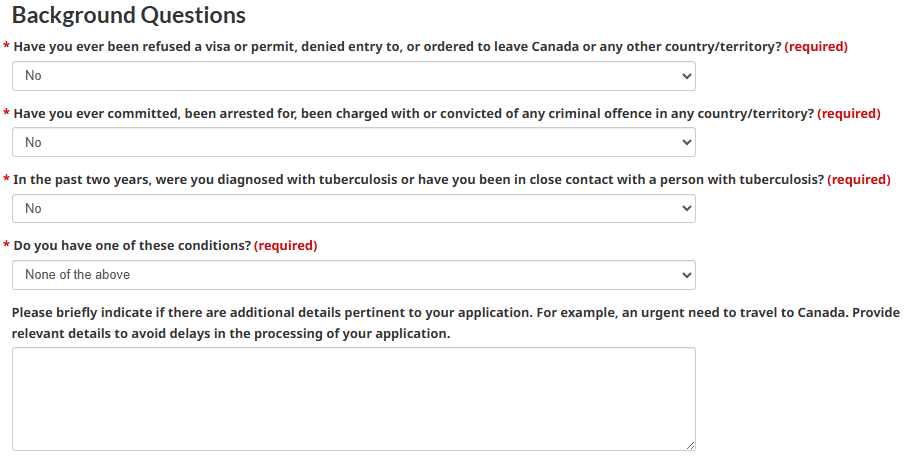 Background Questions
* Have you ever been refused a visa or permit, denied entry to, or ordered to leave Canada or any other country/territory? (required)
No
* Have you ever committed, been arrested for, been charged with or convicted of any criminal offence in any country/territory? (required)
No
* In the past two years, were you diagnosed with tuberculosis or have you been in close contact with a person with tuberculosis? (required)
No
* Do you have one of these conditions? (required)
None of the above
Please briefly indicate if there are additional details pertinent to your application. For example, an urgent need to travel to Canada. Provide
relevant details to avoid delays in the processing of your application.